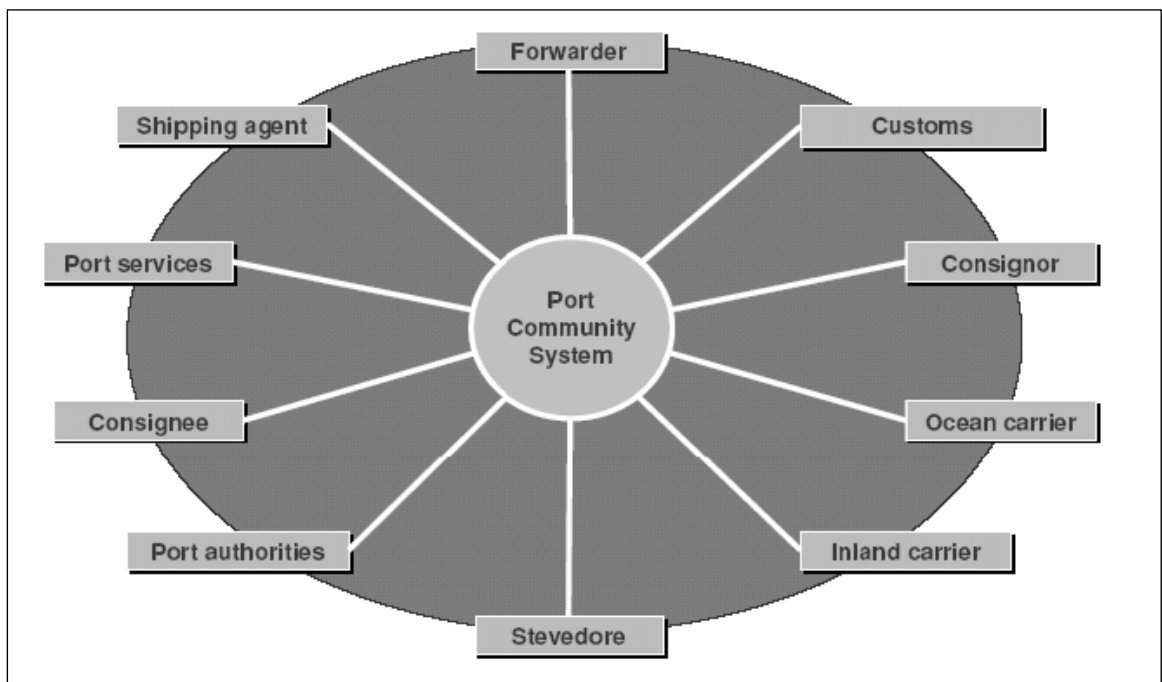 Forwarder
Shipping agent
Customs
Port services
Consignor
Port
Community
System
Consignee
Ocean carrier
Port authorities
Inland carrier
Stevedore